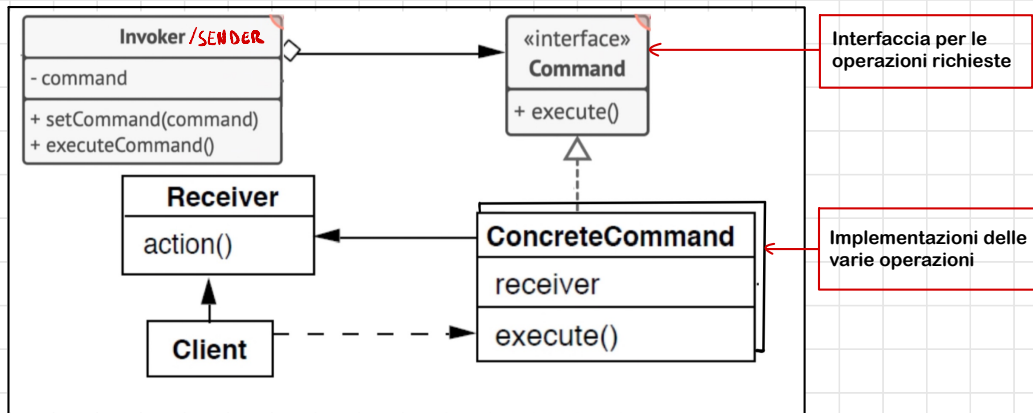 Invoker /SENDER
- command
+ setCommand(command)
+ executeCommand()
«interface»
Command
+ execute()
Interfaccia per le
operazioni richieste
Receiver
action()
ConcreteCommand
receiver
execute()
Implementazioni delle
varie operazioni
Client